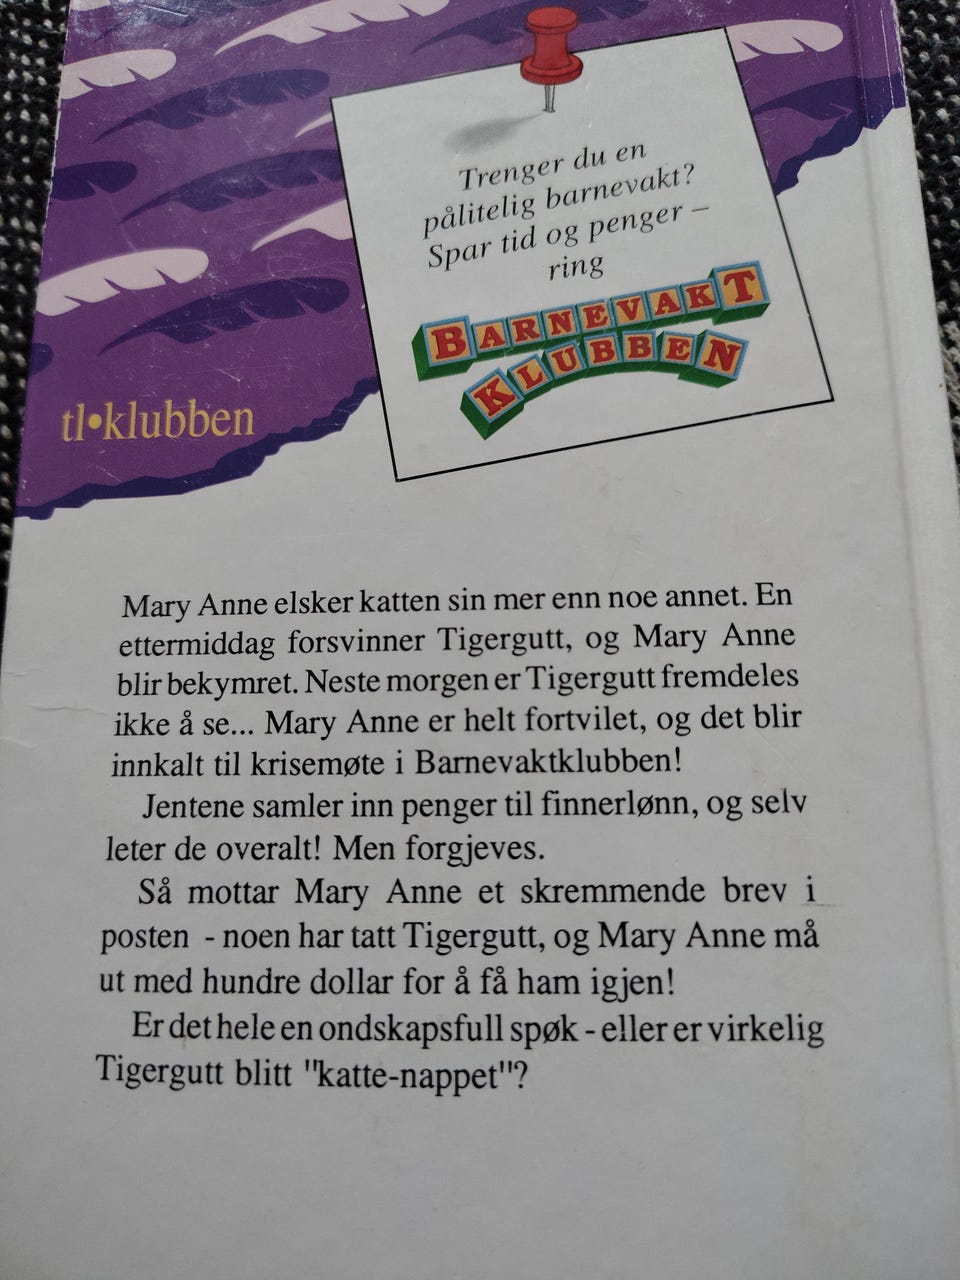 Trenger du en
pålitelig barnevakt?
Spar tid og penger –
ring
BARNEVAKT
KLUBBEN
tl•klubben
Mary Anne elsker katten sin mer enn noe annet. En
ettermiddag forsvinner Tigergutt, og Mary Anne
blir bekymret. Neste morgen er Tigergutt fremdeles
ikke å se... Mary Anne er helt fortvilet, og det blir
innkalt til krisemøte i Barnevaktklubben!
Jentene samler inn penger til finnerlønn, og selv
leter de overalt! Men forgjeves.
Så mottar Mary Anne et skremmende brev i
posten - noen har tatt Tigergutt, og Mary Anne må
ut med hundre dollar for å få ham igjen!
Er det hele en ondskapsfull spøk - eller er virkelig
Tigergutt blitt "katte-nappet"?